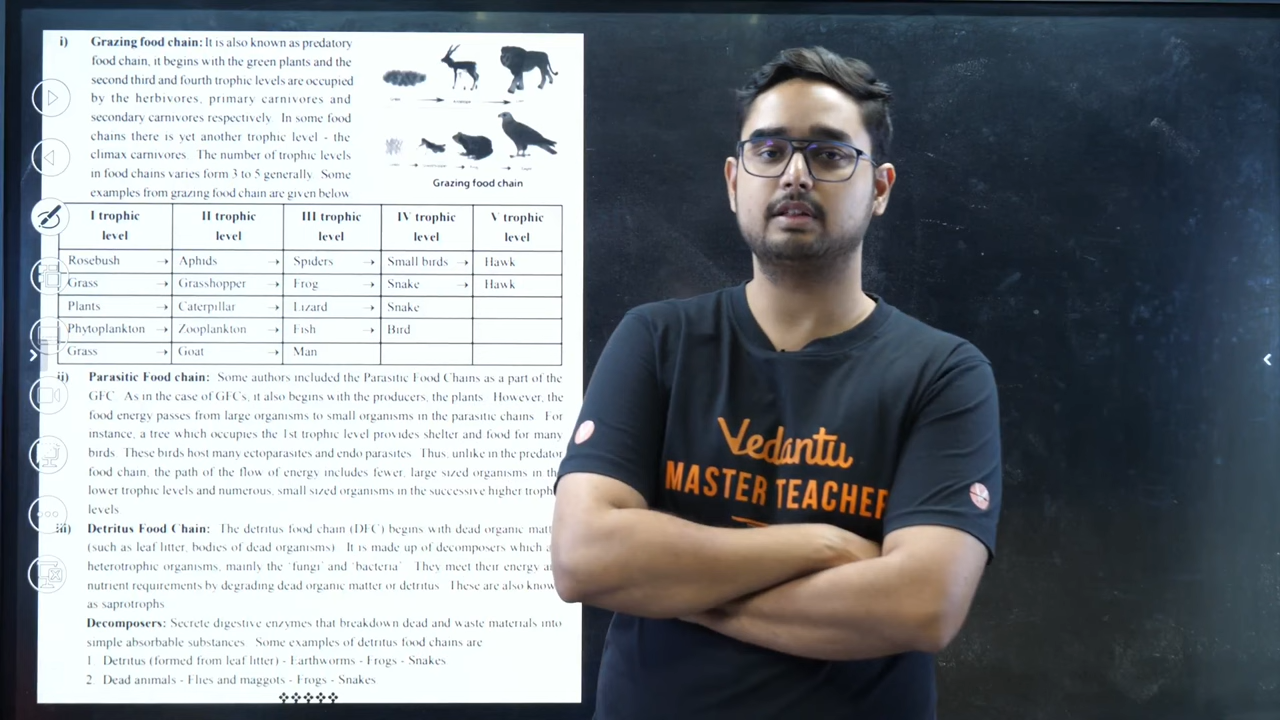 i) Grazing food chain: It is also known as predatory
food chain, it begins with the green plants and the
second third and fourth trophic levels are occupied
by the herbivores, primary carnivores and
secondary carnivores respectively. In some food
chains there is yet another trophic level - the
climax carnivores. The number of trophic levels
in food chains varies form 3 to 5 generally. Some
examples from grazing food chain are given below
Grazing food chain
I trophic level II trophic level III trophic level IV trophic level V trophic level
Rosebush → Aphids → Spiders → Small birds → Hawk
Grass → Grasshopper → Frog → Snake → Hawk
Plants → Caterpillar → Lizard → Snake
Phytoplankton → Zooplankton → Fish → Bird
Grass → Goat → Man
ii) Parasitic Food chain: Some authors included the Parasitic Food Chains as a part of the
GFC. As in the case of GFCs, it also begins with the producers, the plants. However, the
food energy passes from large organisms to small organisms in the parasitic chains. For
instance, a tree which occupies the 1st trophic level provides shelter and food for many
birds. These birds host many ectoparasites and endo parasites. Thus, unlike in the predator
food chain, the path of the flow of energy includes fewer, large sized organisms in the
lower trophic levels and numerous, small sized organisms in the successive higher troph
levels
iii) Detritus Food Chain: The detritus food chain (DFC) begins with dead organic matt
(such as leaf litter, bodies of dead organisms). It is made up of decomposers which a
heterotrophic organisms, mainly the 'fungi' and 'bacteria'. They meet their energy a
nutrient requirements by degrading dead organic matter or detritus. These are also know
as saprotrophs
Decomposers: Secrete digestive enzymes that breakdown dead and waste materials into
simple absorbable substances. Some examples of detritus food chains are
1. Detritus (formed from leaf litter) - Earthworms - Frogs - Snakes
2. Dead animals - Flies and maggots - Frogs - Snakes
Vedantu
MASTER TEACHER